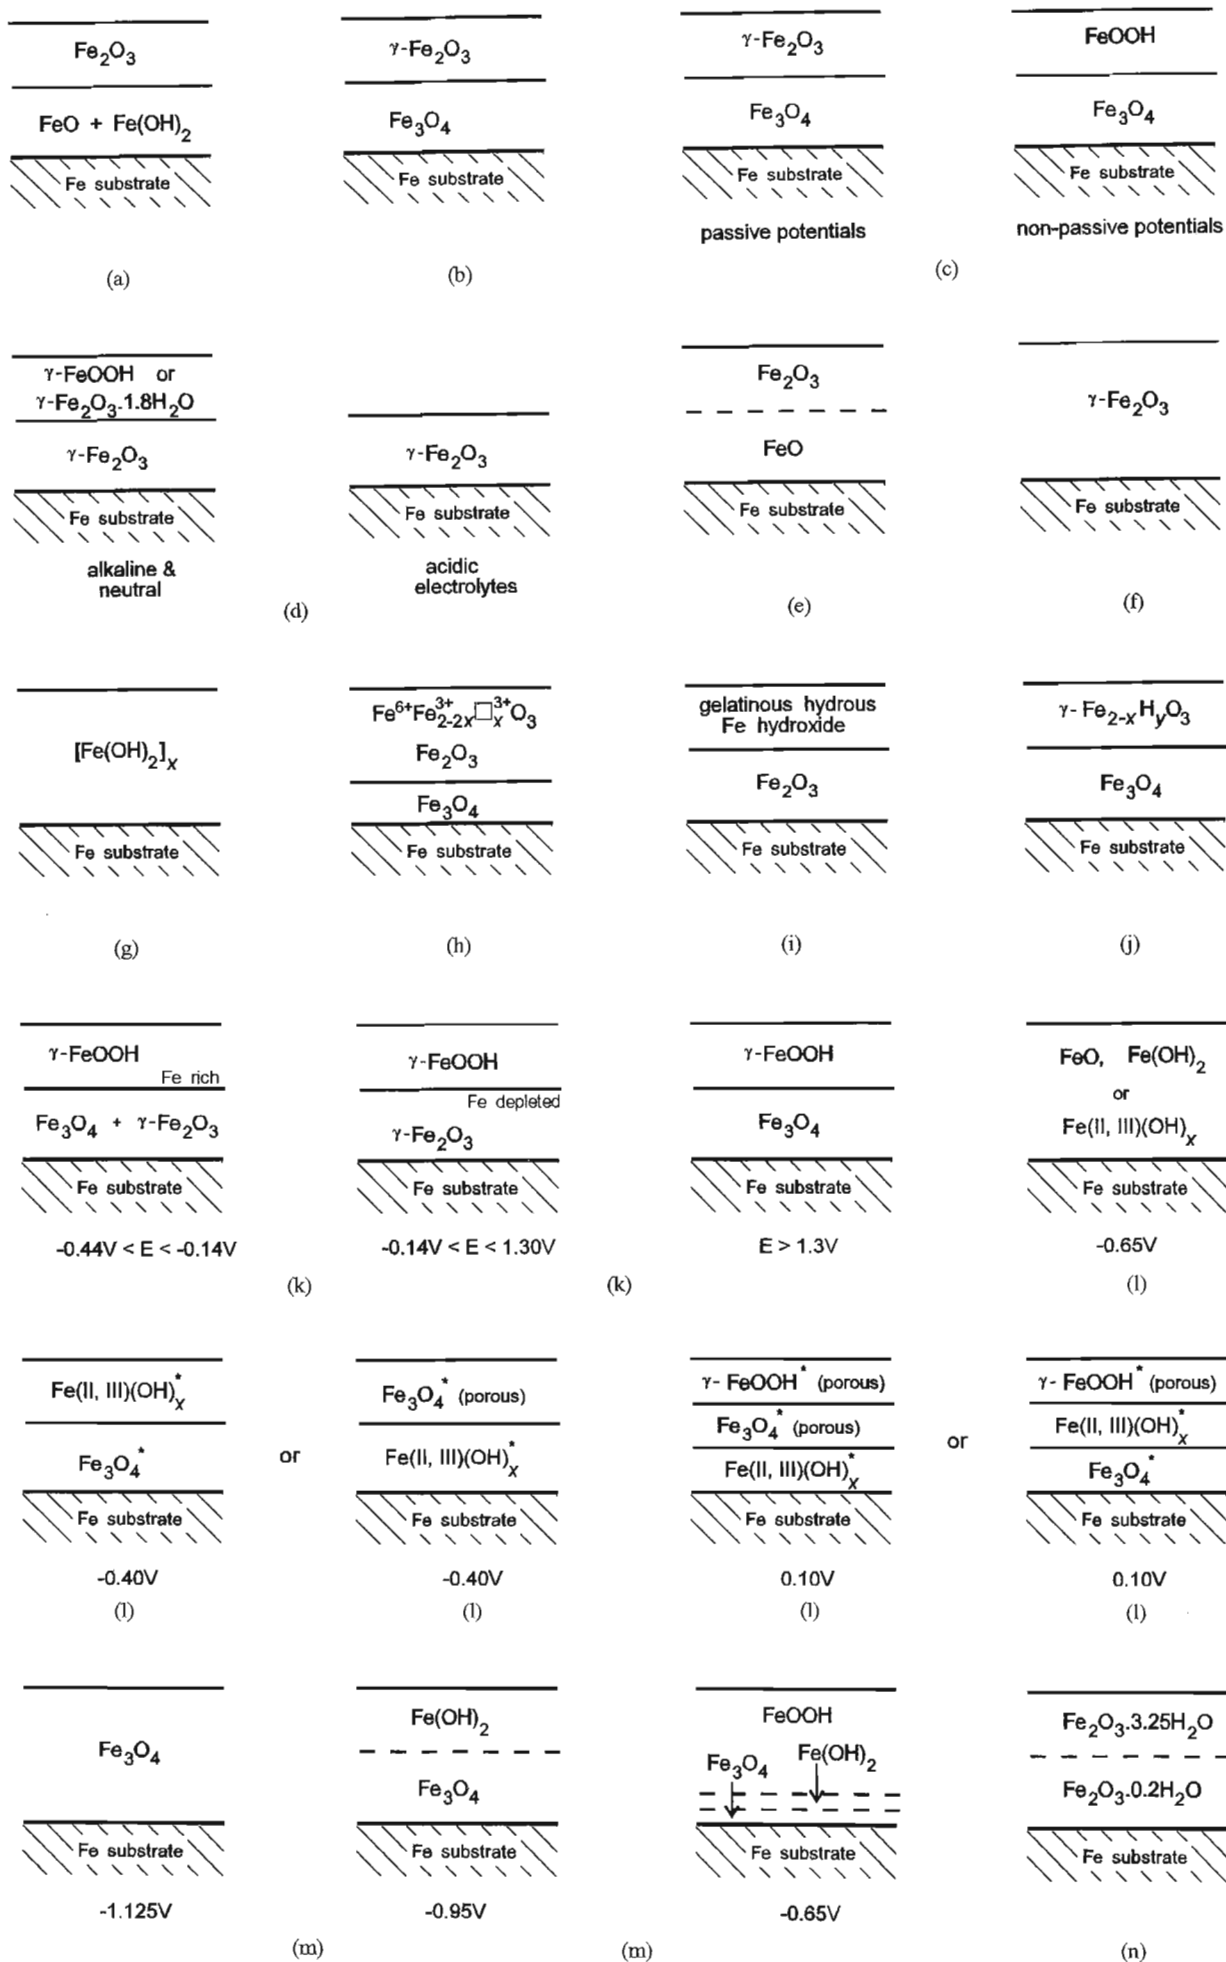 Fe₂O₃
FeO + Fe(OH)₂
Fe substrate
(a)
γ-Fe₂O₃
Fe₃O₄
Fe substrate
(b)
γ-Fe₂O₃
Fe₃O₄
Fe substrate
passive potentials
FeOOH
Fe₃O₄
Fe substrate
non-passive potentials
(c)
γ-FeOOH or
γ-Fe₂O₃.1.8H₂O
γ-Fe₂O₃
Fe substrate
alkaline &
neutral
γ-Fe₂O₃
Fe substrate
acidic
electrolytes
(d)
Fe₂O₃
FeO
Fe substrate
(e)
γ-Fe₂O₃
Fe substrate
(f)
[Fe(OH)₂]ₓ
Fe substrate
(g)
Fe⁶⁺Fe³⁺₂₋₂ₓ□³⁺ₓO₃
Fe₂O₃
Fe₃O₄
Fe substrate
(h)
gelatinous hydrous
Fe hydroxide
Fe₂O₃
Fe substrate
(i)
γ- Fe₂₋ₓHyO₃
Fe₃O₄
Fe substrate
(j)
γ-FeOOH
Fe rich
Fe₃O₄ + γ-Fe₂O₃
Fe substrate
-0.44V < E < -0.14V
(k)
γ-FeOOH
Fe depleted
γ-Fe₂O₃
Fe substrate
-0.14V < E < 1.30V
(k)
γ-FeOOH
Fe₃O₄
Fe substrate
E > 1.3V
FeO, Fe(OH)₂
or
Fe(II, III)(OH)ₓ
Fe substrate
-0.65V
(l)
Fe(II, III)(OH)ₓ*
Fe₃O₄*
Fe substrate
-0.40V
(l)
or
Fe₃O₄* (porous)
Fe(II, III)(OH)ₓ*
Fe substrate
-0.40V
(l)
γ- FeOOH* (porous)
Fe₃O₄* (porous)
Fe(II, III)(OH)ₓ*
Fe substrate
0.10V
(l)
or
γ- FeOOH* (porous)
Fe(II, III)(OH)ₓ*
Fe₃O₄*
Fe substrate
0.10V
(l)
Fe₃O₄
Fe substrate
-1.125V
(m)
Fe(OH)₂
Fe₃O₄
Fe substrate
-0.95V
(m)
FeOOH
Fe₃O₄ Fe(OH)₂
Fe substrate
-0.65V
Fe₂O₃.3.25H₂O
Fe₂O₃.0.2H₂O
Fe substrate
(n)